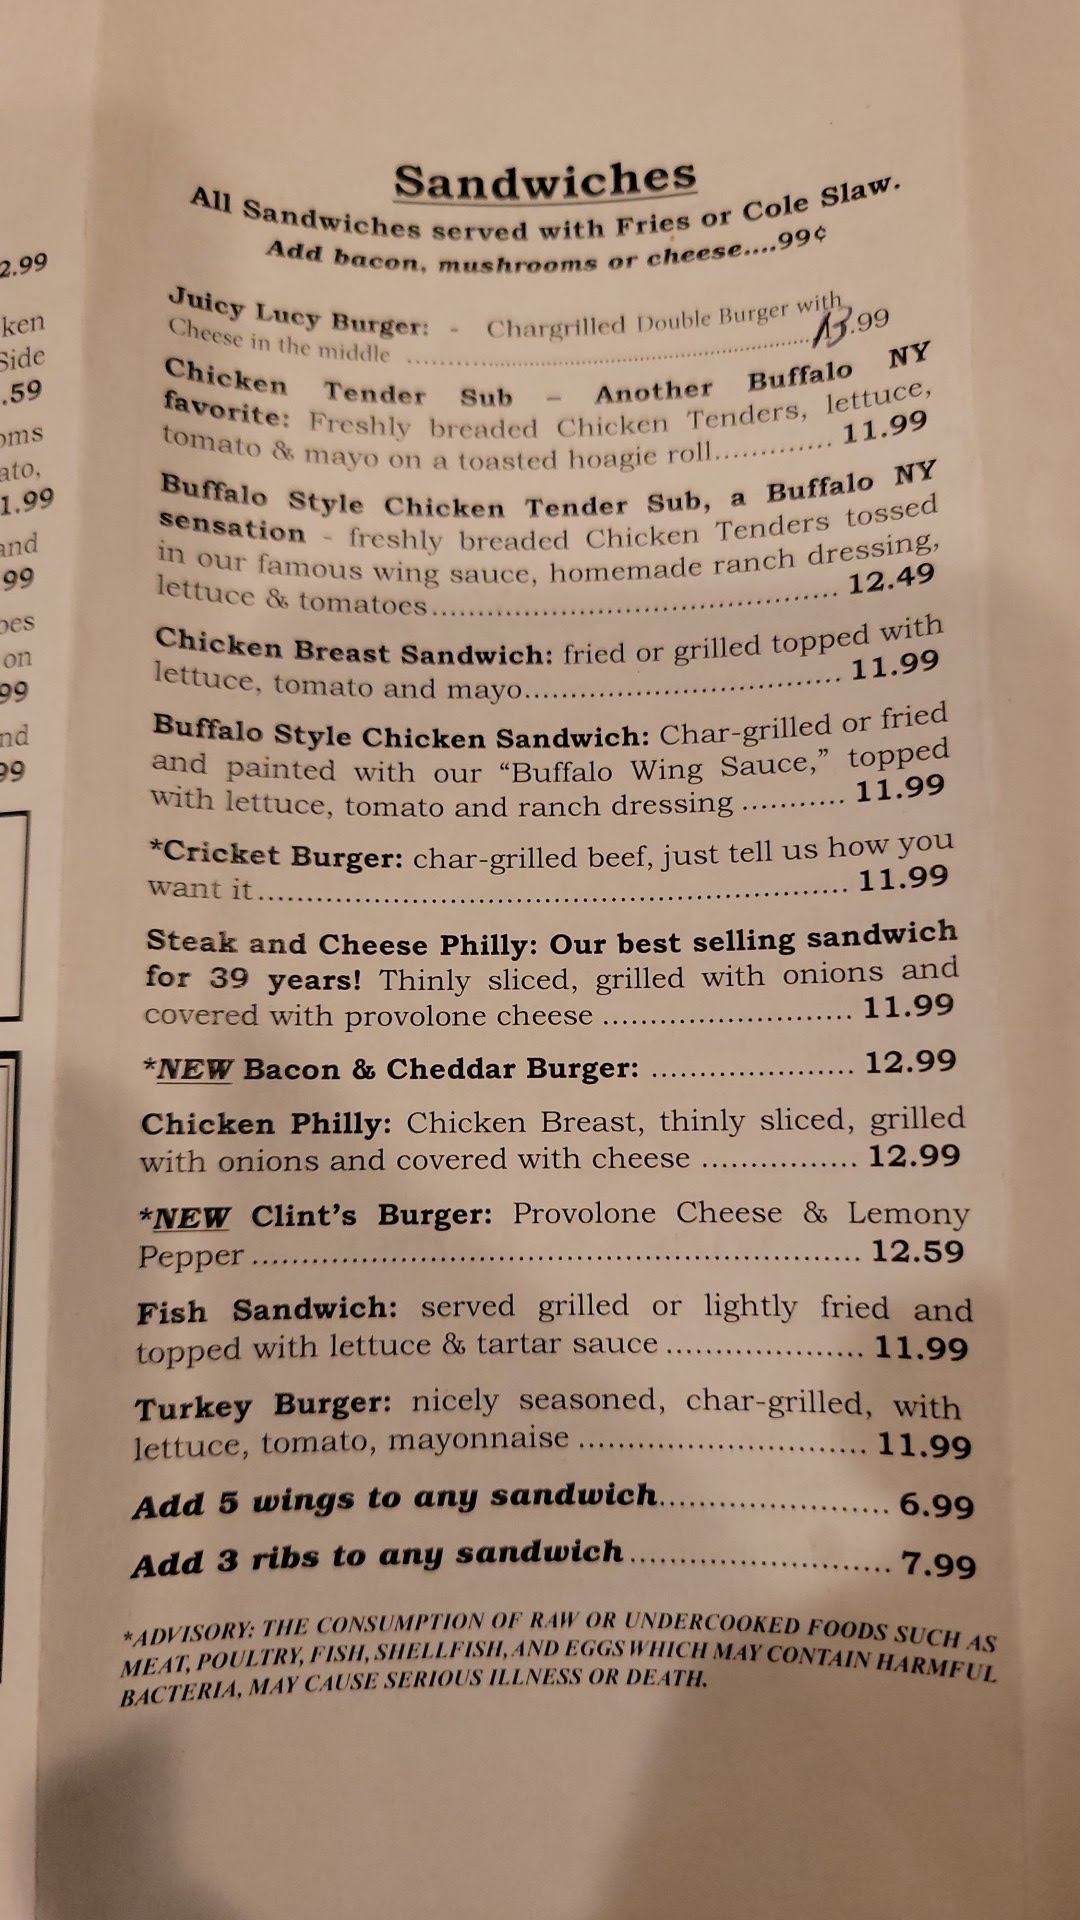 Sandwiches
All Sandwiches served with Fries or Cole Slaw.
Add bacon, mushrooms or cheese....99¢
Juicy Lucy Burger: - Chargrilled Double Burger with
Cheese in the middle ........................................................ 13.99
Chicken Tender Sub – Another Buffalo NY
favorite: Freshly breaded Chicken Tenders, lettuce,
tomato & mayo on a toasted hoagie roll............. 11.99
Buffalo Style Chicken Tender Sub, a Buffalo NY
sensation - freshly breaded Chicken Tenders tossed
in our famous wing sauce, homemade ranch dressing,
lettuce & tomatoes............................................. 12.49
Chicken Breast Sandwich: fried or grilled topped with
lettuce, tomato and mayo................................... 11.99
Buffalo Style Chicken Sandwich: Char-grilled or fried
and painted with our “Buffalo Wing Sauce,” topped
with lettuce, tomato and ranch dressing ........... 11.99
*Cricket Burger: char-grilled beef, just tell us how you
want it................................................................ 11.99
Steak and Cheese Philly: Our best selling sandwich
for 39 years! Thinly sliced, grilled with onions and
covered with provolone cheese .......................... 11.99
*NEW Bacon & Cheddar Burger: ..................... 12.99
Chicken Philly: Chicken Breast, thinly sliced, grilled
with onions and covered with cheese ................ 12.99
*NEW Clint’s Burger: Provolone Cheese & Lemony
Pepper ................................................................ 12.59
Fish Sandwich: served grilled or lightly fried and
topped with lettuce & tartar sauce .................... 11.99
Turkey Burger: nicely seasoned, char-grilled, with
lettuce, tomato, mayonnaise ............................. 11.99
Add 5 wings to any sandwich........................ 6.99
Add 3 ribs to any sandwich........................... 7.99
*ADVISORY: THE CONSUMPTION OF RAW OR UNDERCOOKED FOODS SUCH AS
MEAT, POULTRY, FISH, SHELLFISH, AND EGGS WHICH MAY CONTAIN HARMFUL
BACTERIA, MAY CAUSE SERIOUS ILLNESS OR DEATH.